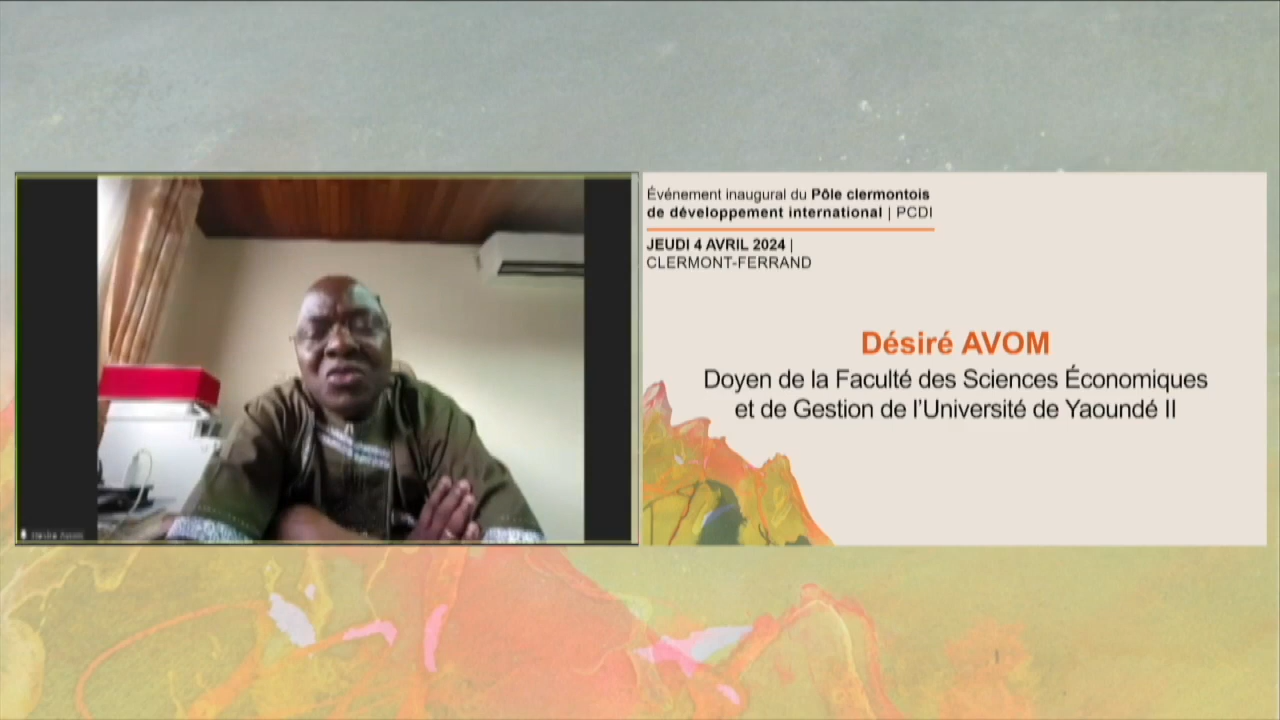 Événement inaugural du Pôle clermontois
de développement international | PCDI
JEUDI 4 AVRIL 2024 |
CLERMONT-FERRAND
Désiré AVOM
Doyen de la Faculté des Sciences Économiques
et de Gestion de l'Université de Yaoundé II